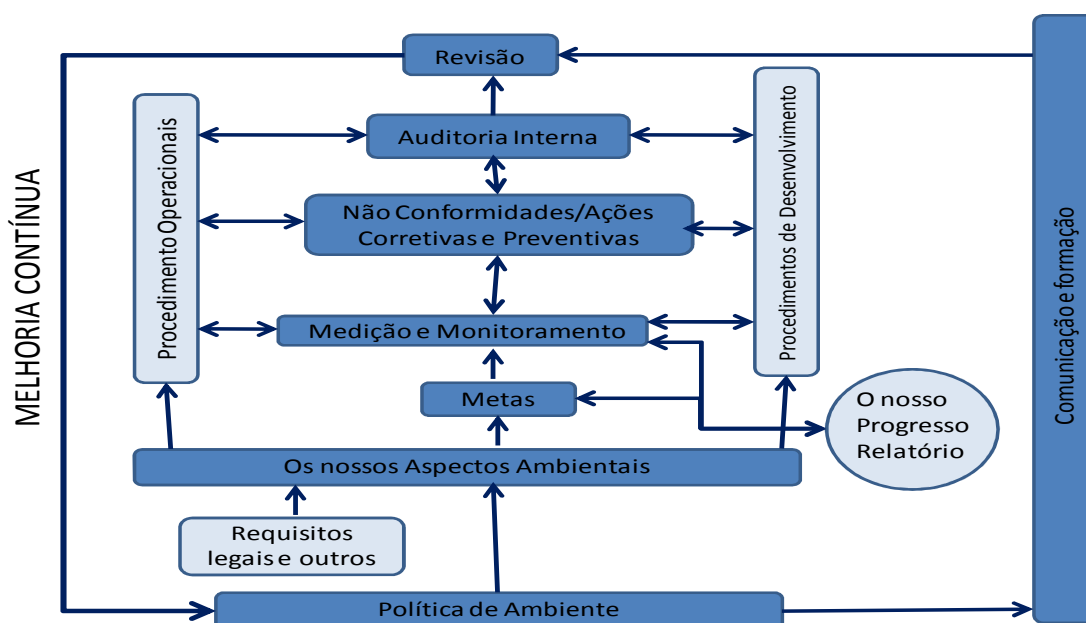 Revisão
Auditoria Interna
Não Conformidades/Ações
Corretivas e Preventivas
Medição e Monitoramento
Metas
Os nossos Aspectos Ambientais
Requisitos
legais e outros
Política de Ambiente
MELHORIA CONTÍNUA
Procedimento Operacionais
Procedimentos de Desenvolvimento
O nosso
Progresso
Relatório
Comunicação e formação